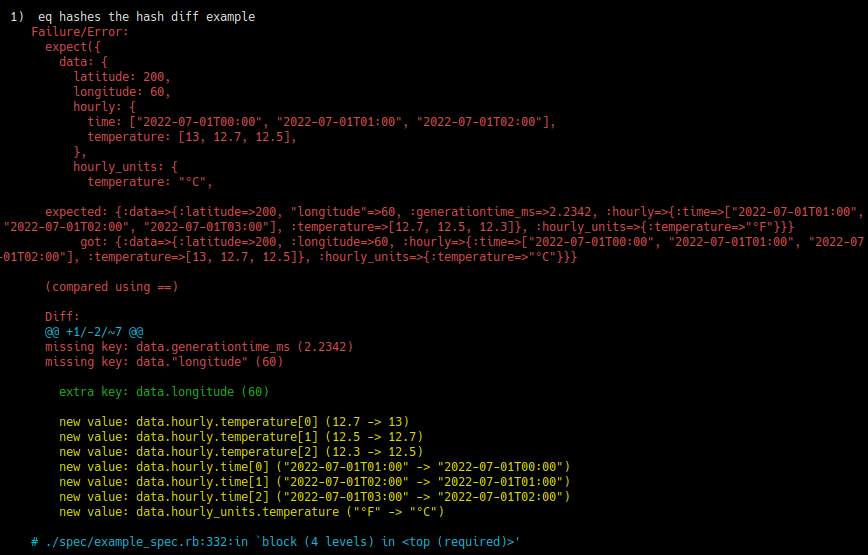 1)  eq hashes the hash diff example
Failure/Error:
expect({
data: {
latitude: 200,
longitude: 60,
hourly: {
time: ["2022-07-01T00:00", "2022-07-01T01:00", "2022-07-01T02:00"],
temperature: [13, 12.7, 12.5],
},
hourly_units: {
temperature: "°C",
expected: {:data=>{:latitude=>200, "longitude"=>60, :generationtime_ms=>2.2342, :hourly=>{:time=>["2022-07-01T01:00",
"2022-07-01T02:00", "2022-07-01T03:00"], :temperature=>[12.7, 12.5, 12.3]}, :hourly_units=>{:temperature=>"°F"}}}
got: {:data=>{:latitude=>200, :longitude=>60, :hourly=>{:time=>["2022-07-01T00:00", "2022-07-01T01:00", "2022-07
-01T02:00"], :temperature=>[13, 12.7, 12.5]}, :hourly_units=>{:temperature=>"°C"}}}
(compared using ==)
Diff:
@@ +1/-2/~7 @@
missing key: data.generationtime_ms (2.2342)
missing key: data."longitude" (60)
extra key: data.longitude (60)
new value: data.hourly.temperature[0] (12.7 -> 13)
new value: data.hourly.temperature[1] (12.5 -> 12.7)
new value: data.hourly.temperature[2] (12.3 -> 12.5)
new value: data.hourly.time[0] ("2022-07-01T01:00" -> "2022-07-01T00:00")
new value: data.hourly.time[1] ("2022-07-01T02:00" -> "2022-07-01T01:00")
new value: data.hourly.time[2] ("2022-07-01T03:00" -> "2022-07-01T02:00")
new value: data.hourly_units.temperature ("°F" -> "°C")
# ./spec/example_spec.rb:332:in `block (4 levels) in <top (required)>'